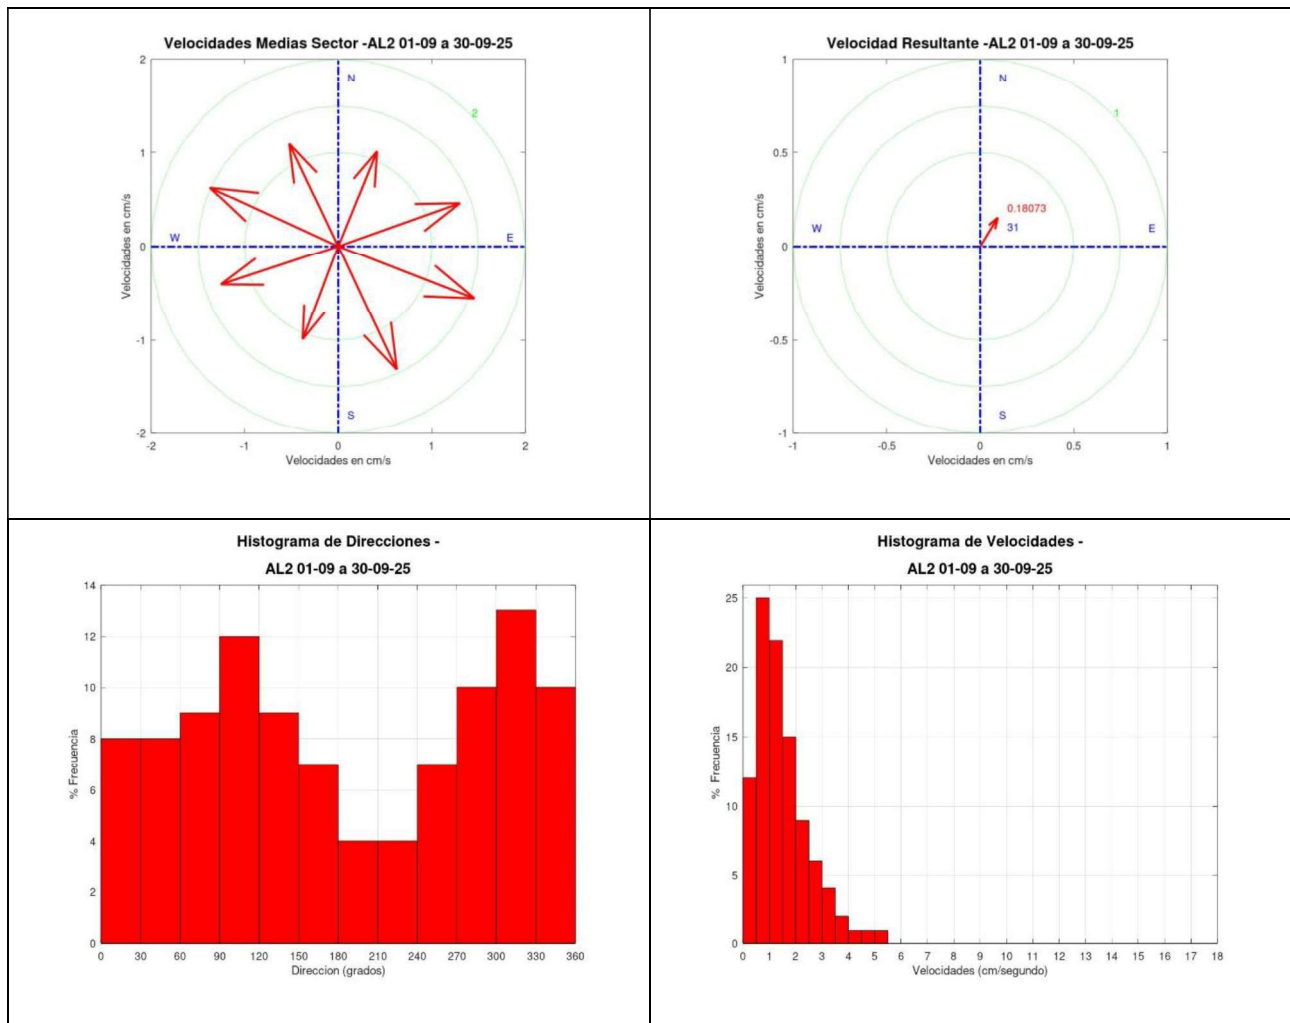 Velocidades Medias Sector -AL2 01-09 a 30-09-25
2
N
2
1
Velocidades en cm/s
W
E
0
-1
S
-2
-2 -1 0 1 2
Velocidades en cm/s
Velocidad Resultante -AL2 01-09 a 30-09-25
1
N
1
0.5
Velocidades en cm/s
0.18073
31
W
E
0
-0.5
S
-1
-1 -0.5 0 0.5 1
Velocidades en cm/s
Histograma de Direcciones -
AL2 01-09 a 30-09-25
14
12
10
8
% Frecuencia
6
4
2
0
0 30 60 90 120 150 180 210 240 270 300 330 360
Direccion (grados)
Histograma de Velocidades -
AL2 01-09 a 30-09-25
25
20
15
% Frecuencia
10
5
0
0 1 2 3 4 5 6 7 8 9 10 11 12 13 14 15 16 17 18
Velocidades (cm/segundo)